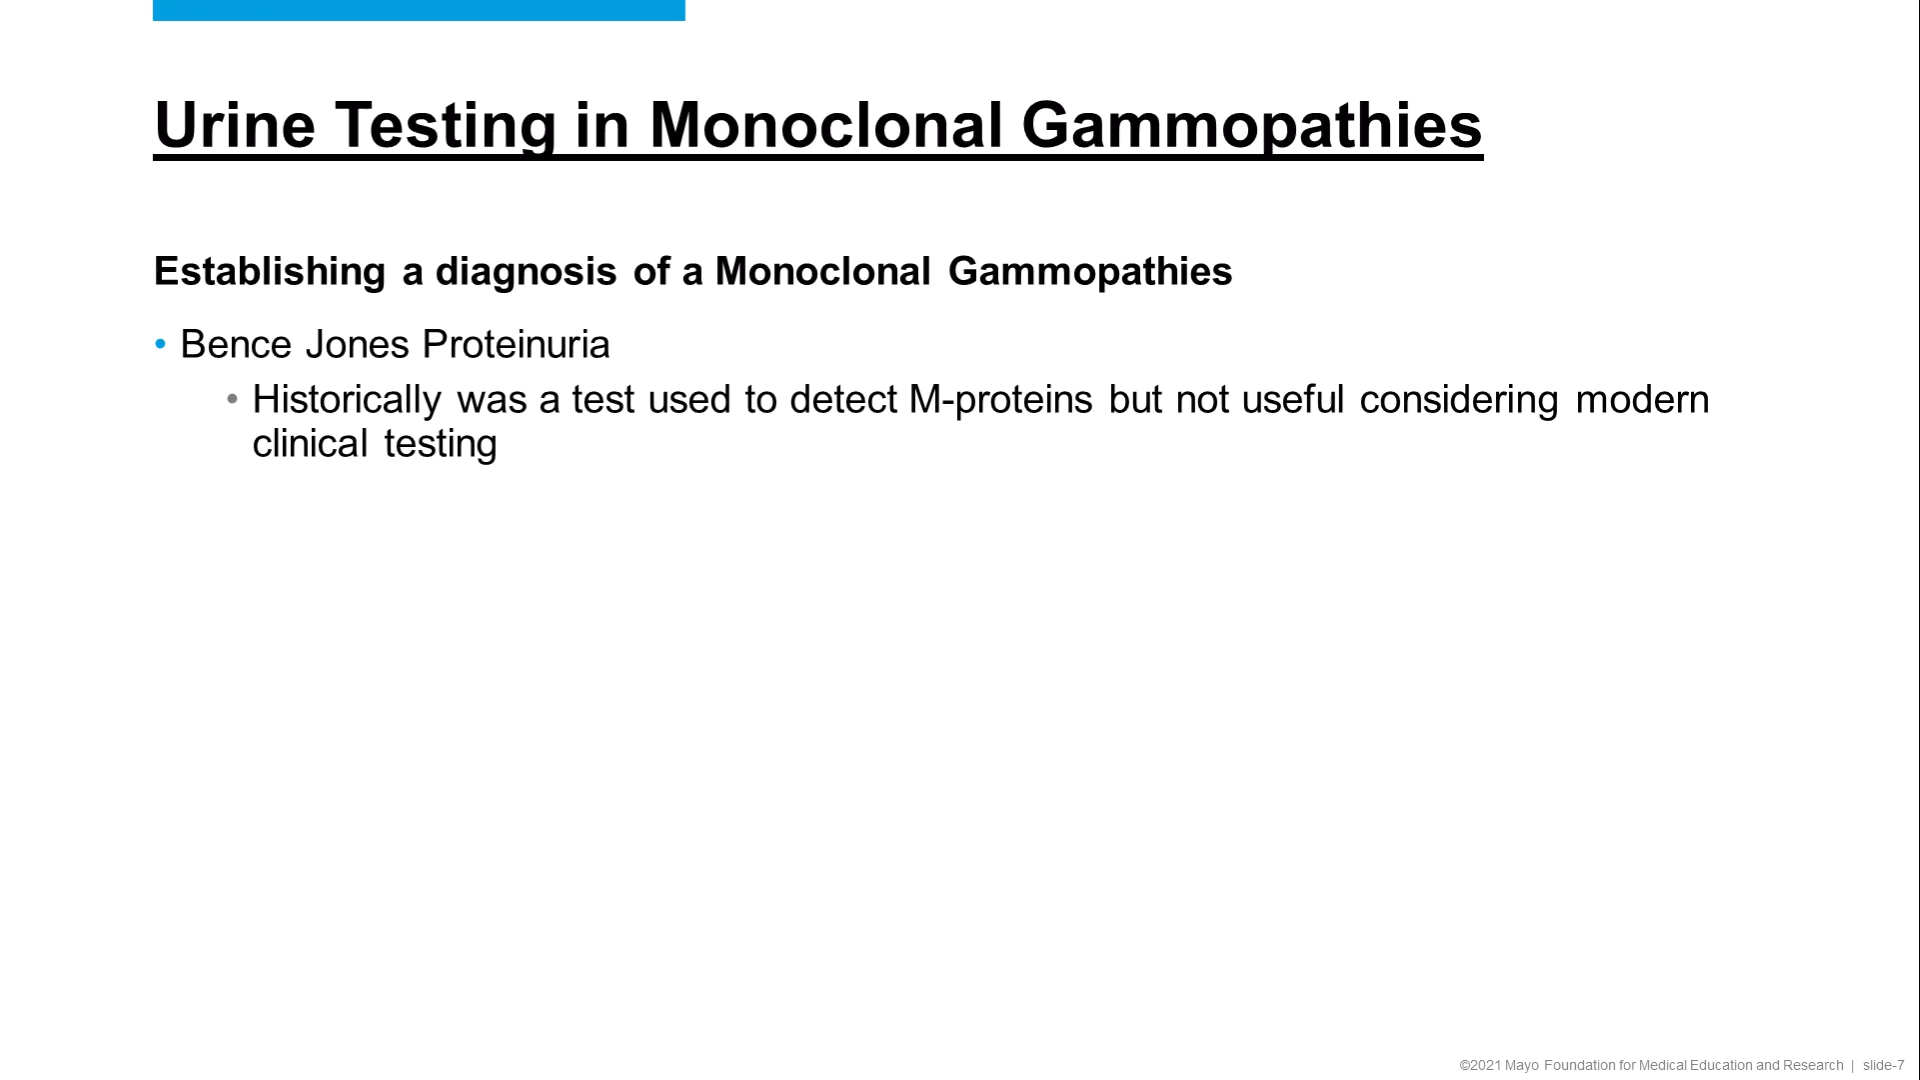 Urine Testing in Monoclonal Gammopathies
Establishing a diagnosis of a Monoclonal Gammopathies
• Bence Jones Proteinuria
• Historically was a test used to detect M-proteins but not useful considering modern
clinical testing
©2021 Mayo Foundation for Medical Education and Research | slide-7